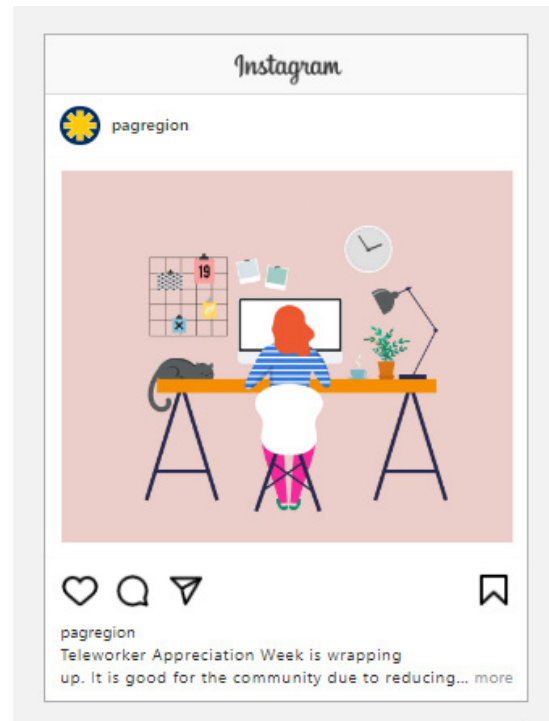 Instagram
pagregion
19
pagregion
Teleworker Appreciation Week is wrapping
up. It is good for the community due to reducing... more